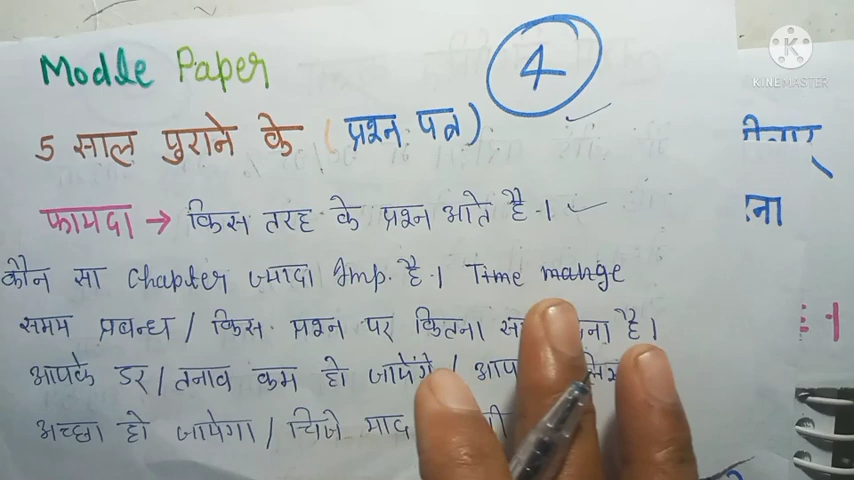 Modle Paper
4
5 साल पुराने के (प्रश्न पत्र)
फायदा → किस तरह के प्रश्न आते है।
कौन सा chapter ज्यादा Imp. है। Time mange
समय प्रबन्ध / किस प्रश्न पर कितना है।
आपके डर / तनाव कम हो जायेंगे /
अच्छा हो जायेगा / चिजे याद
KINEMASTER